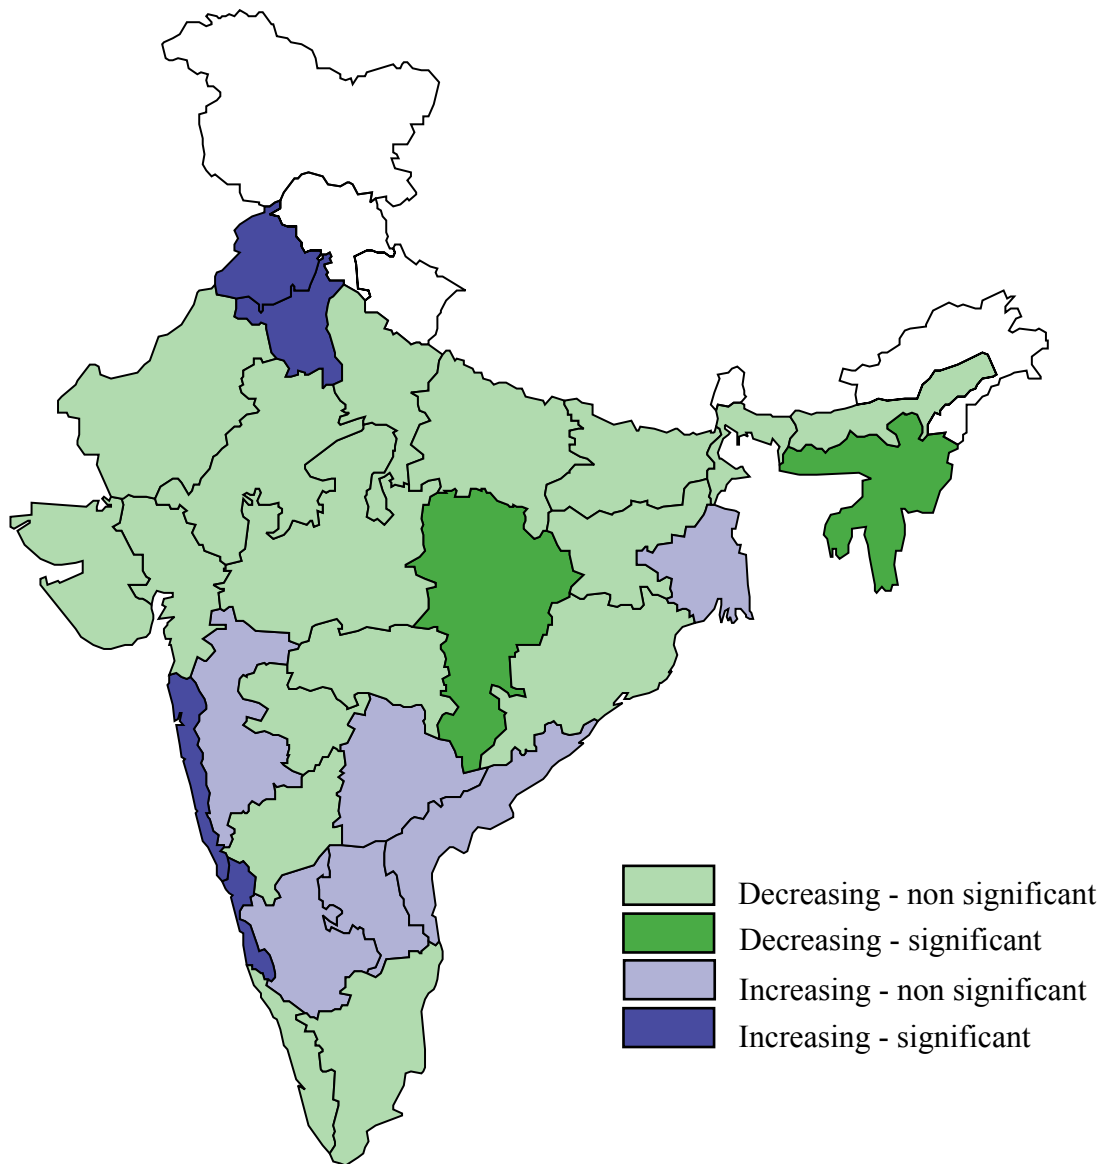 Decreasing - non significant
Decreasing - significant
Increasing - non significant
Increasing - significant